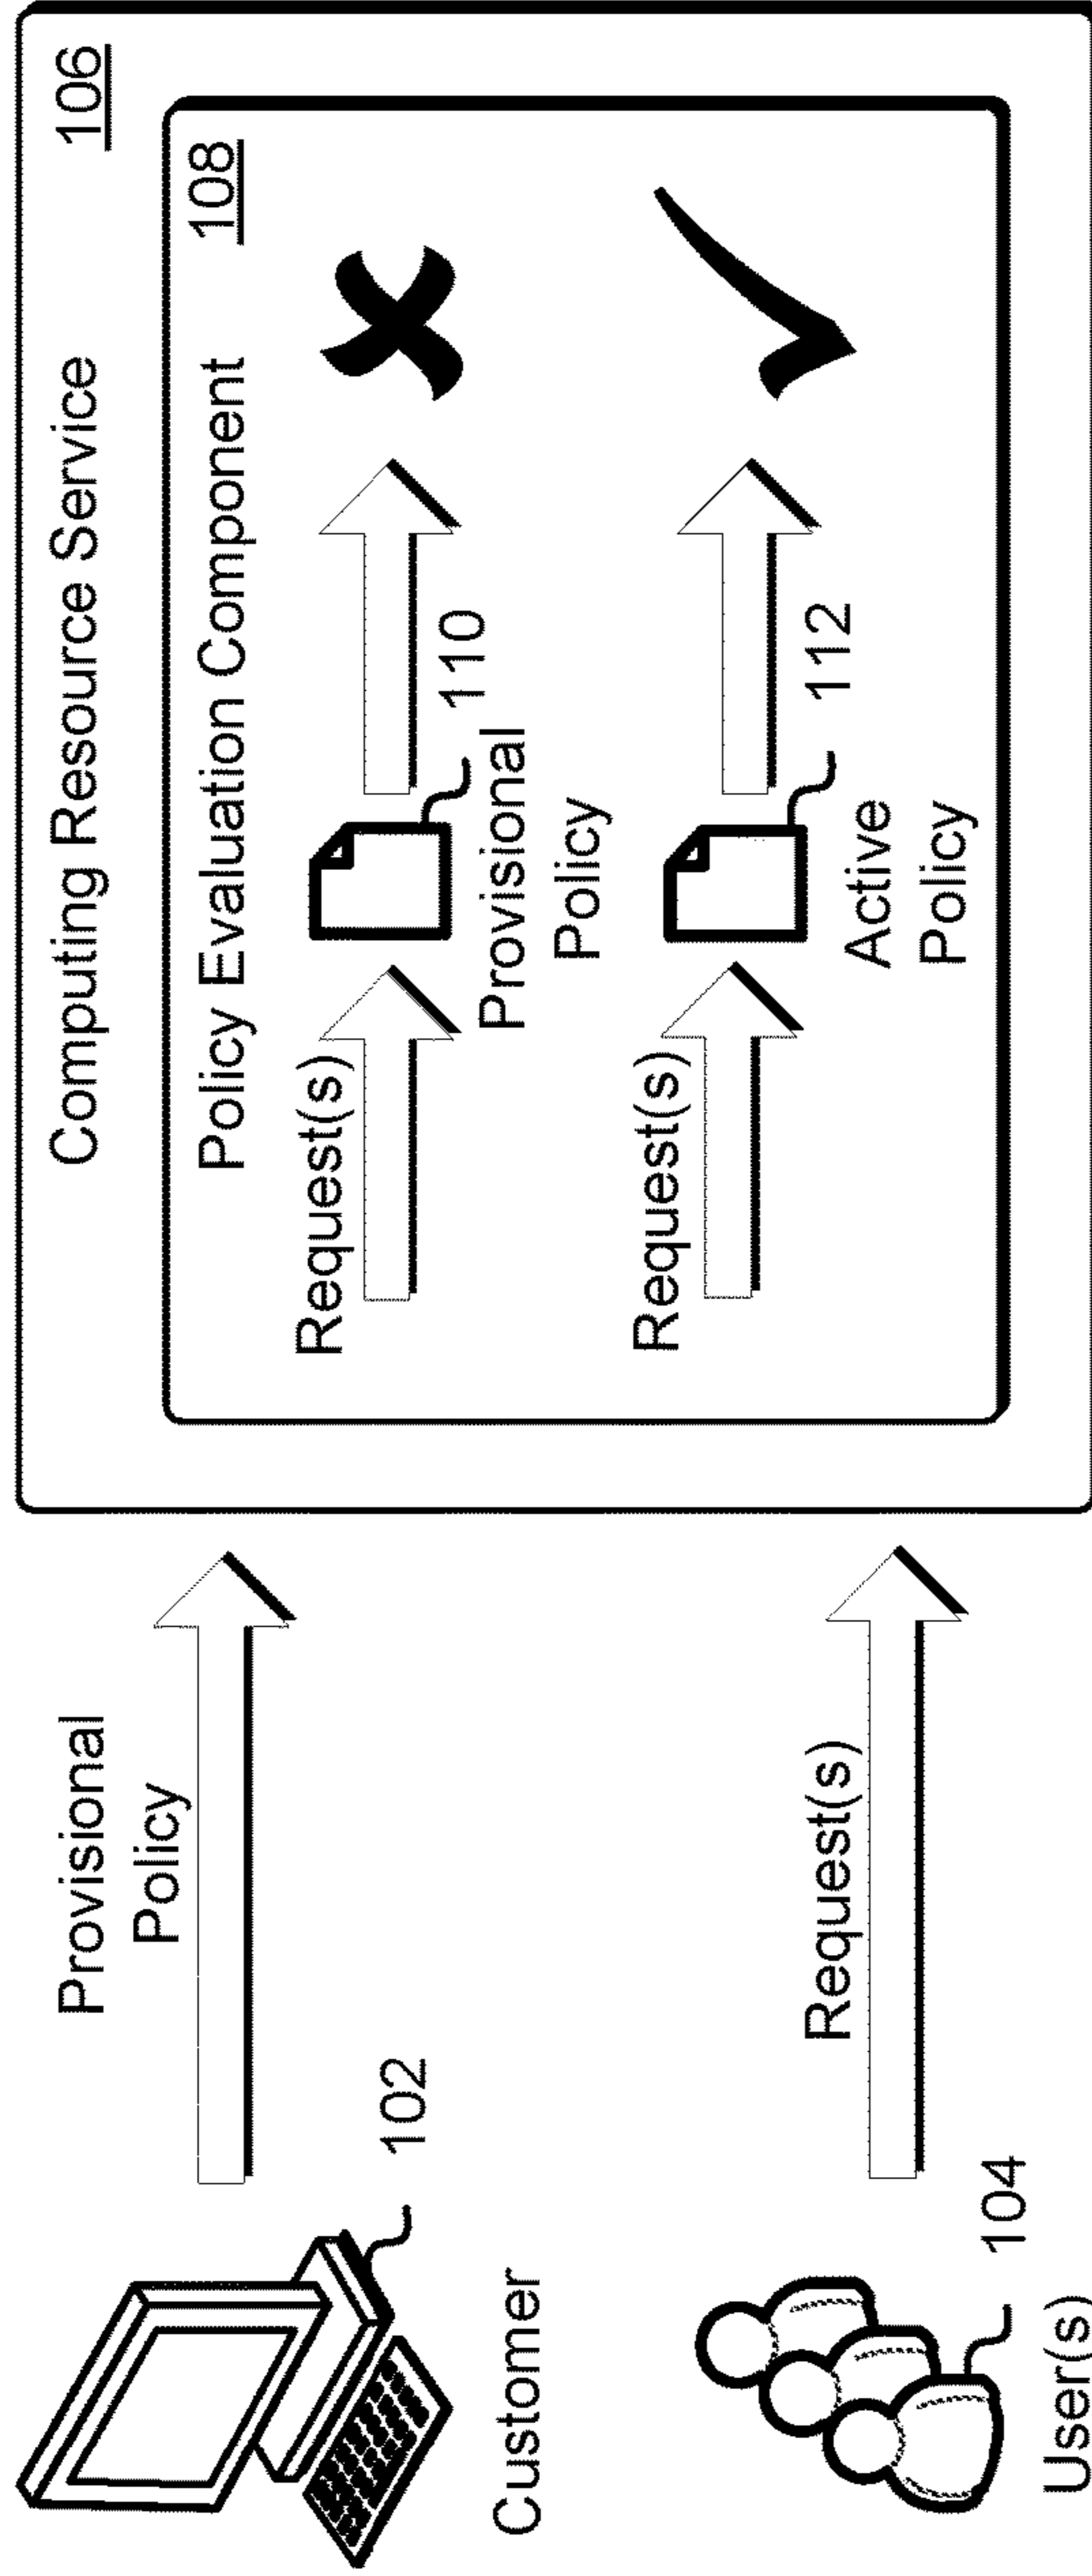 Computing Resource Service
106
Policy Evaluation Component
108
Provisional
Policy
102
Customer
Request(s)
110
Provisional
Policy
Request(s)
104
User(s)
Request(s)
112
Active
Policy